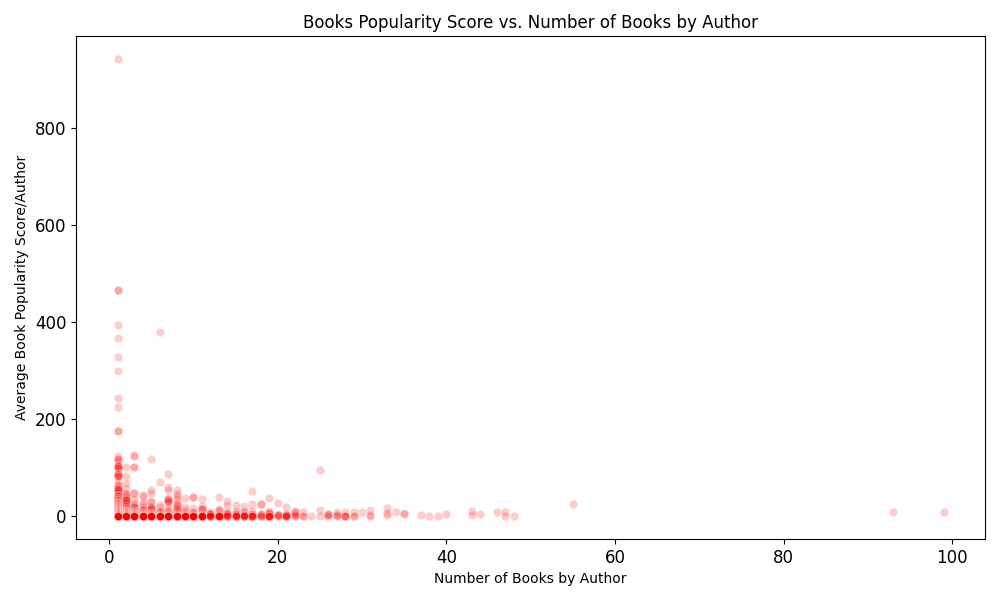 Books Popularity Score vs. Number of Books by Author
Average Book Popularity Score/Author
800
600
400
200
0
0 20 40 60 80 100
Number of Books by Author